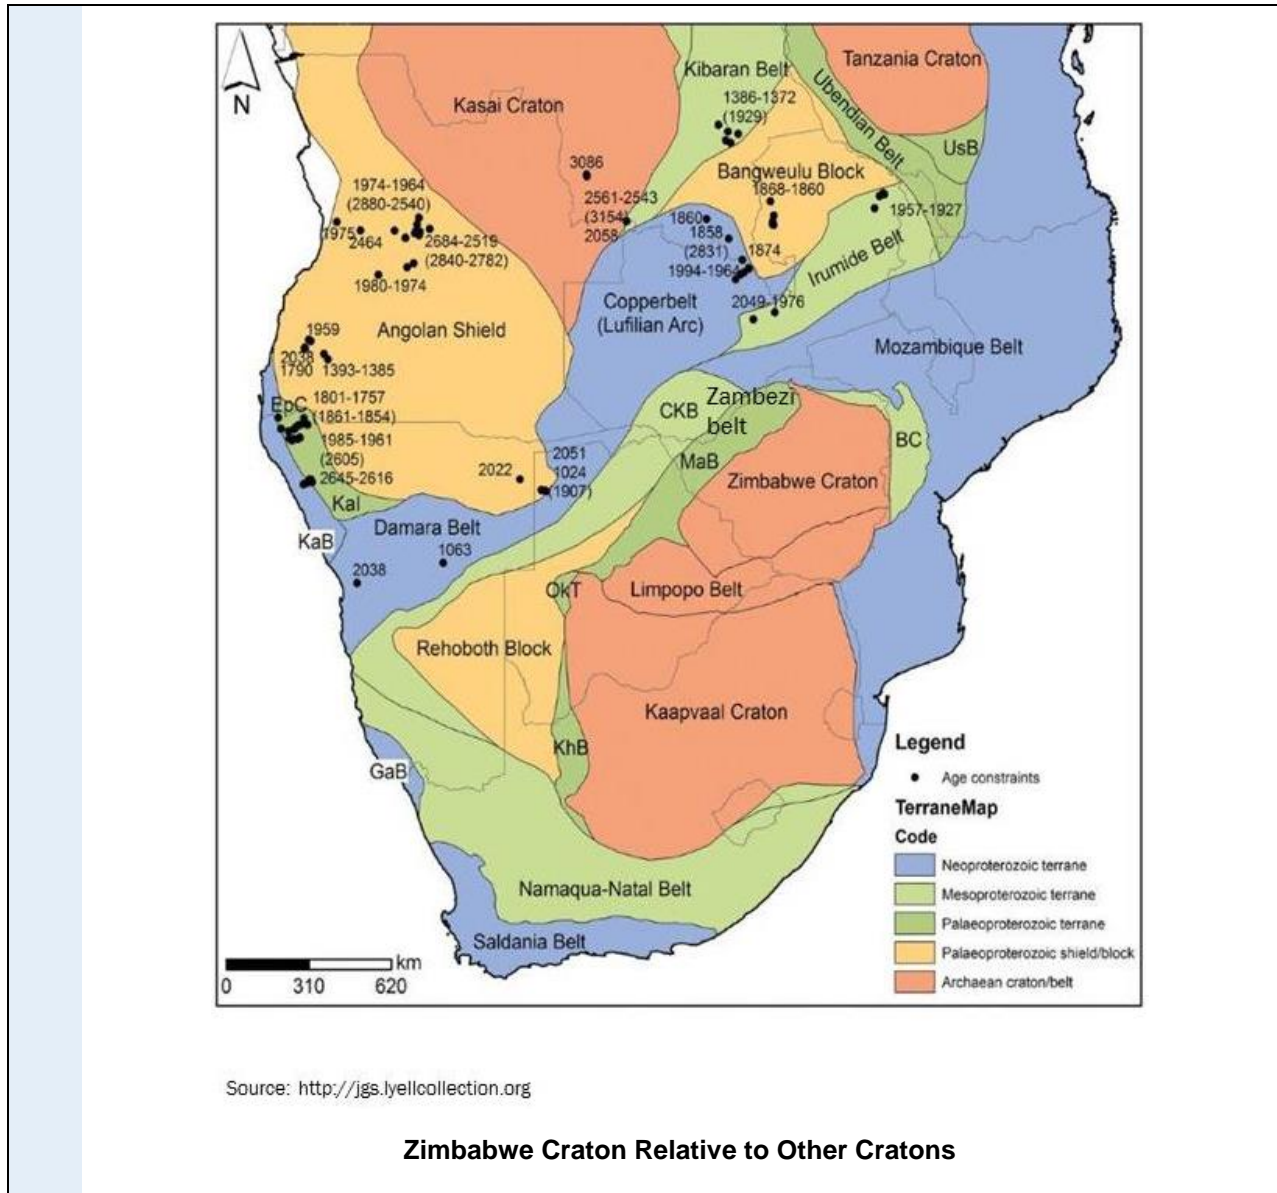 Tanzania Craton
Kibaran Belt
Ubendian Belt
N
Kasai Craton
1386-1372
(1929)
UsB
3086
Bangweulu Block
1868-1860
1974-1964
(2880-2540)
2561-2543
(3154)
2058
1860
1858
(2831)
1957-1927
1975
2464
2684-2519
(2840-2782)
1874
1994-1964
Irumide Belt
1980-1974
Copperbelt
(Lufilian Arc)
2049-1976
1959
Angolan Shield
Mozambique Belt
2038
1790
1393-1385
EpC
1801-1757
(1861-1854)
CKB
Zambezi
belt
BC
1985-1961
(2605)
2051
1024
(1907)
2022
MaB
Zimbabwe Craton
2645-2616
Kal
Damara Belt
KaB
1063
2038
OkT
Limpopo Belt
Rehoboth Block
Kaapvaal Craton
KhB
GaB
Legend
Age constraints
TerraneMap
Code
Neoproterozoic terrane
Mesoproterozoic terrane
Palaeoproterozoic terrane
Palaeoproterozoic shield/block
Archaean craton/belt
Namaqua-Natal Belt
Saldania Belt
km
0 310 620
Source: http://jgs.lyellcollection.org
Zimbabwe Craton Relative to Other Cratons